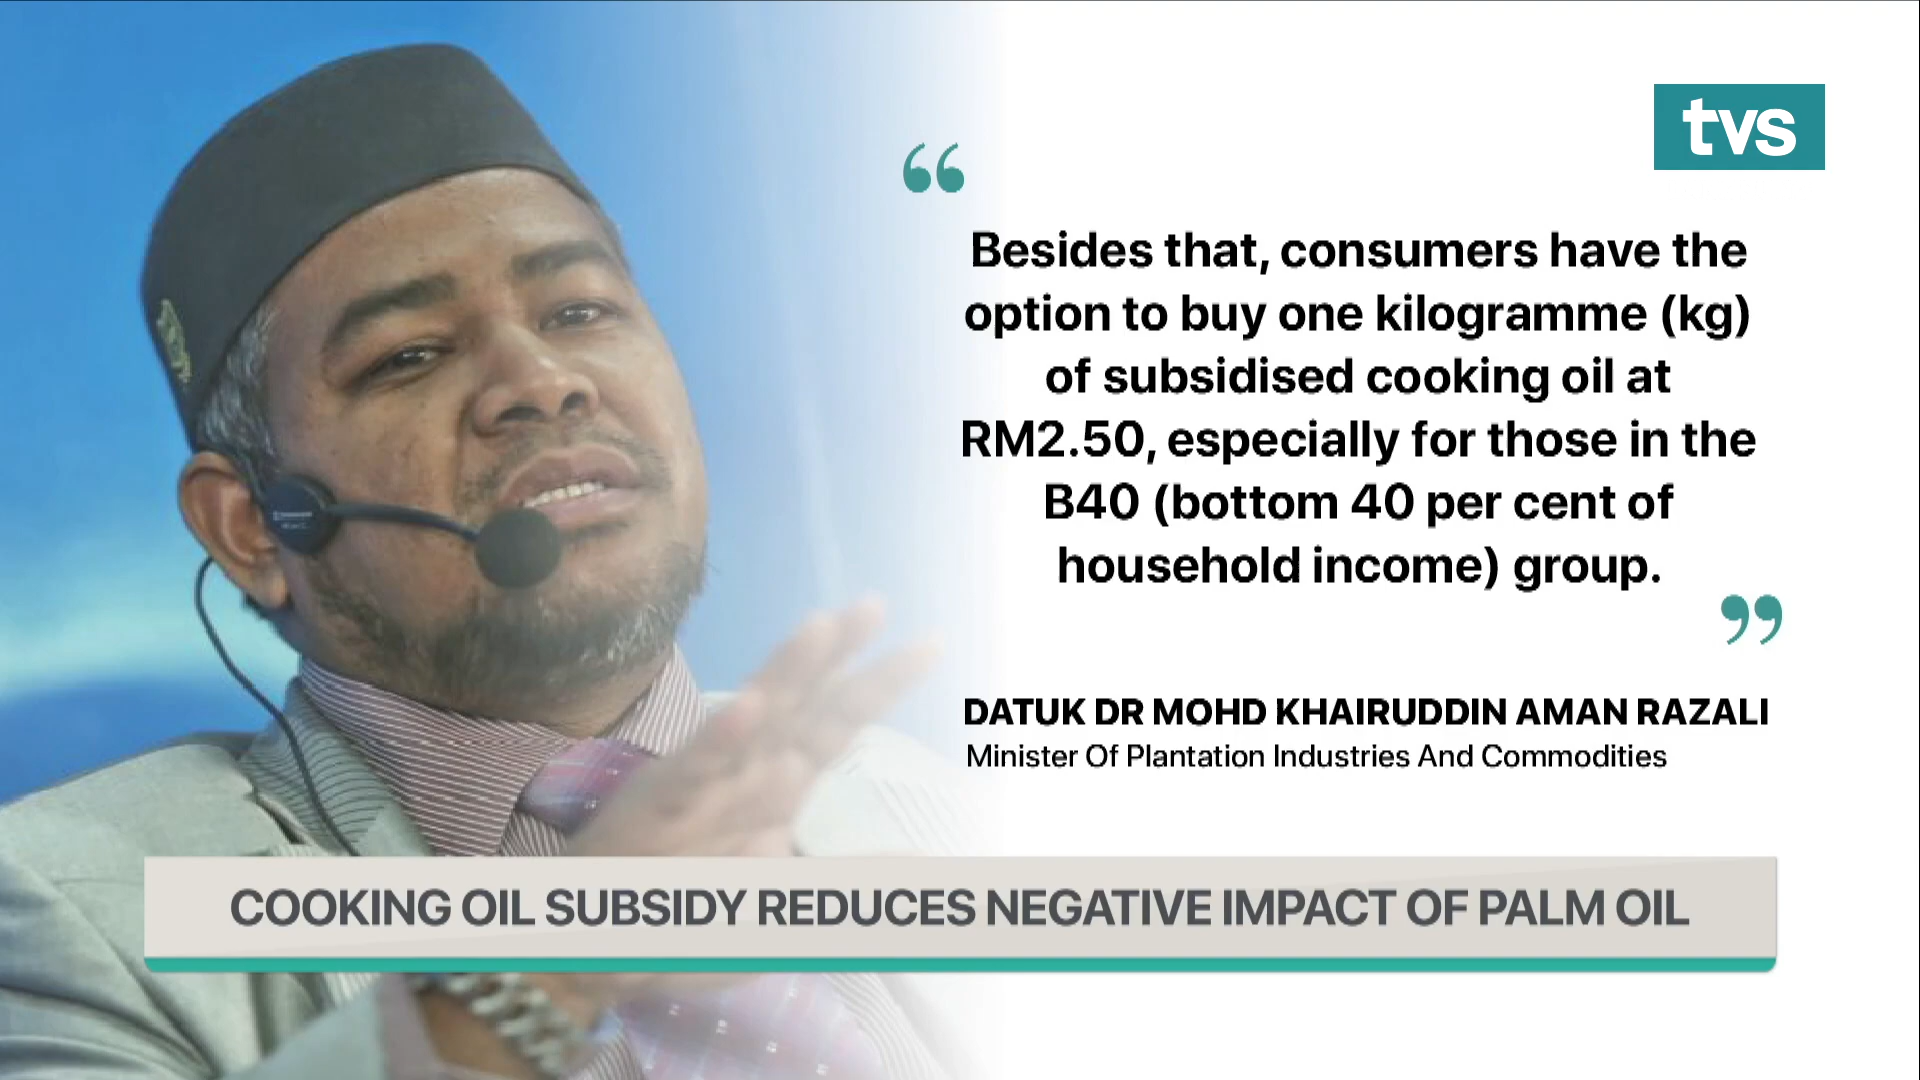 tvs
“
Besides that, consumers have the
option to buy one kilogramme (kg)
of subsidised cooking oil at
RM2.50, especially for those in the
B40 (bottom 40 per cent of
household income) group.
”
DATUK DR MOHD KHAIRUDDIN AMAN RAZALI
Minister Of Plantation Industries And Commodities
COOKING OIL SUBSIDY REDUCES NEGATIVE IMPACT OF PALM OIL